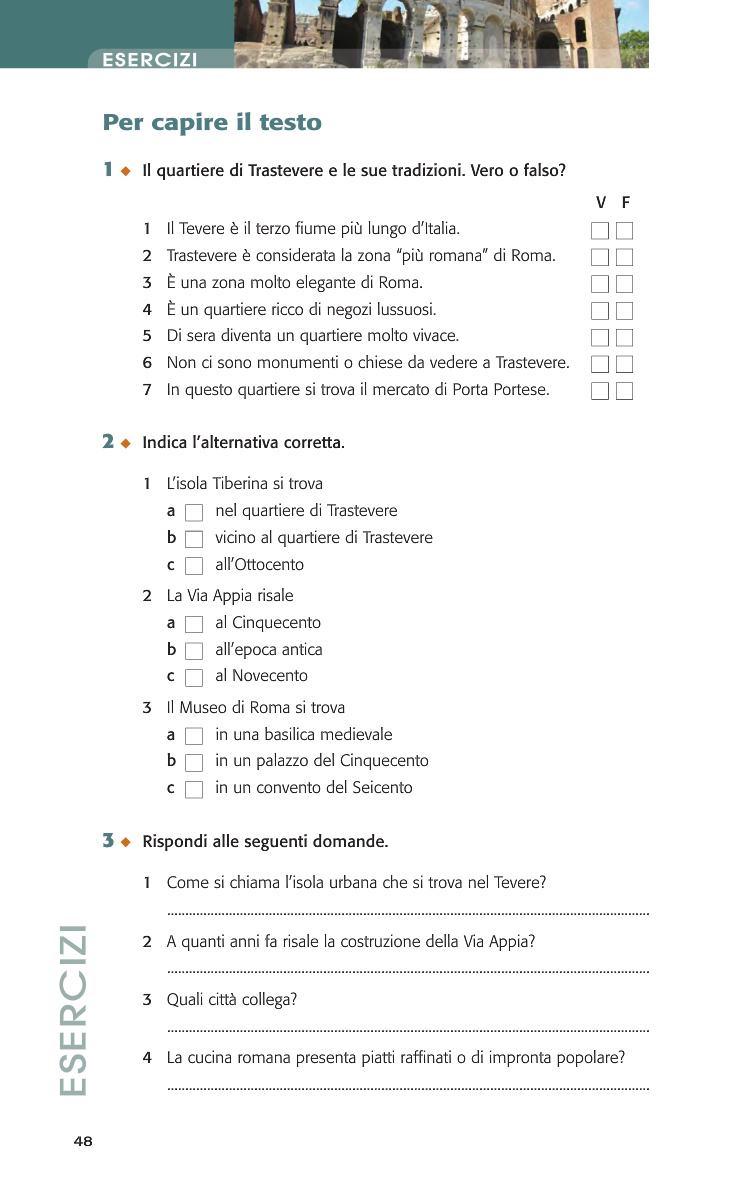 ESERCIZI
Per capire il testo
1 ◆ Il quartiere di Trastevere e le sue tradizioni. Vero o falso?
V F
1 Il Tevere è il terzo fiume più lungo d'Italia.
2 Trastevere è considerata la zona “più romana” di Roma.
3 È una zona molto elegante di Roma.
4 È un quartiere ricco di negozi lussuosi.
5 Di sera diventa un quartiere molto vivace.
6 Non ci sono monumenti o chiese da vedere a Trastevere.
7 In questo quartiere si trova il mercato di Porta Portese.
2 ◆ Indica l'alternativa corretta.
1 L'isola Tiberina si trova
a nel quartiere di Trastevere
b vicino al quartiere di Trastevere
c all'Ottocento
2 La Via Appia risale
a al Cinquecento
b all'epoca antica
c al Novecento
3 Il Museo di Roma si trova
a in una basilica medievale
b in un palazzo del Cinquecento
c in un convento del Seicento
3 ◆ Rispondi alle seguenti domande.
1 Come si chiama l'isola urbana che si trova nel Tevere?
2 A quanti anni fa risale la costruzione della Via Appia?
3 Quali città collega?
4 La cucina romana presenta piatti raffinati o di impronta popolare?
ESERCIZI
48